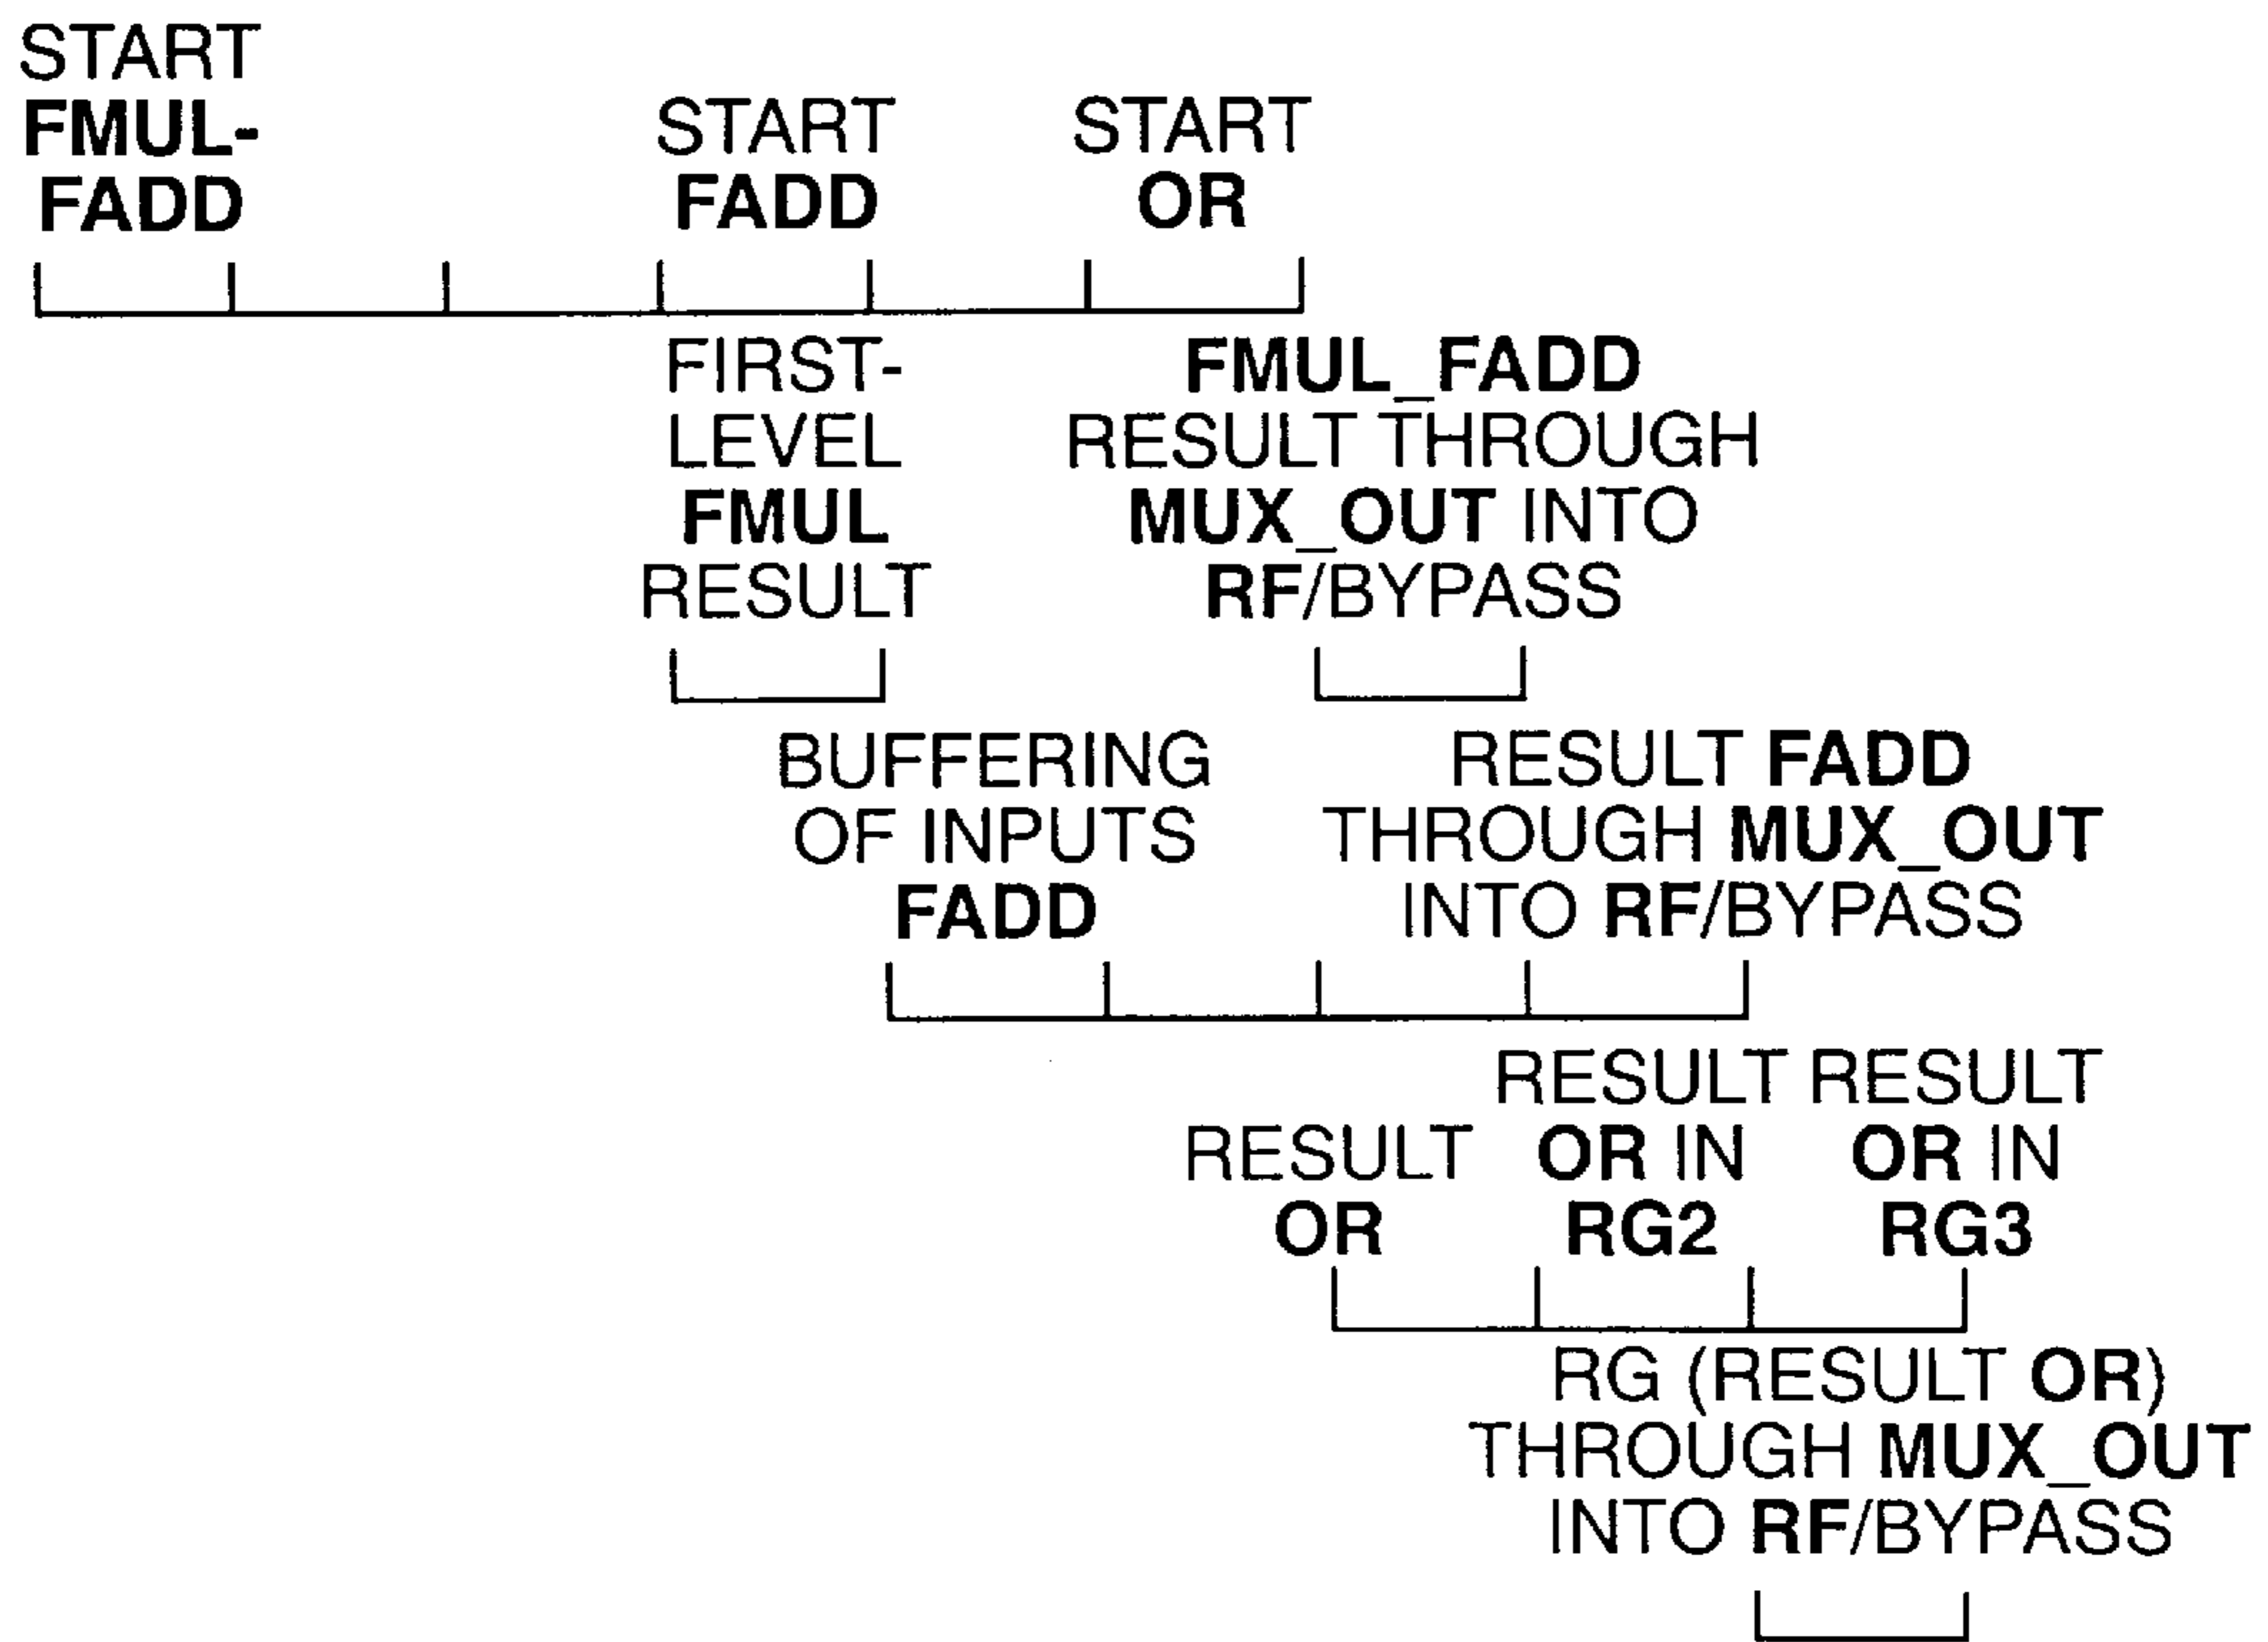 START
FMUL-
FADD
START
FADD
START
OR
FIRST-
LEVEL
FMUL
RESULT
FMUL_FADD
RESULT THROUGH
MUX_OUT INTO
RF/BYPASS
BUFFERING
OF INPUTS
FADD
RESULT FADD
THROUGH MUX_OUT
INTO RF/BYPASS
RESULT
OR
RESULT
OR IN
RG2
RESULT
OR IN
RG3
RG (RESULT OR)
THROUGH MUX_OUT
INTO RF/BYPASS